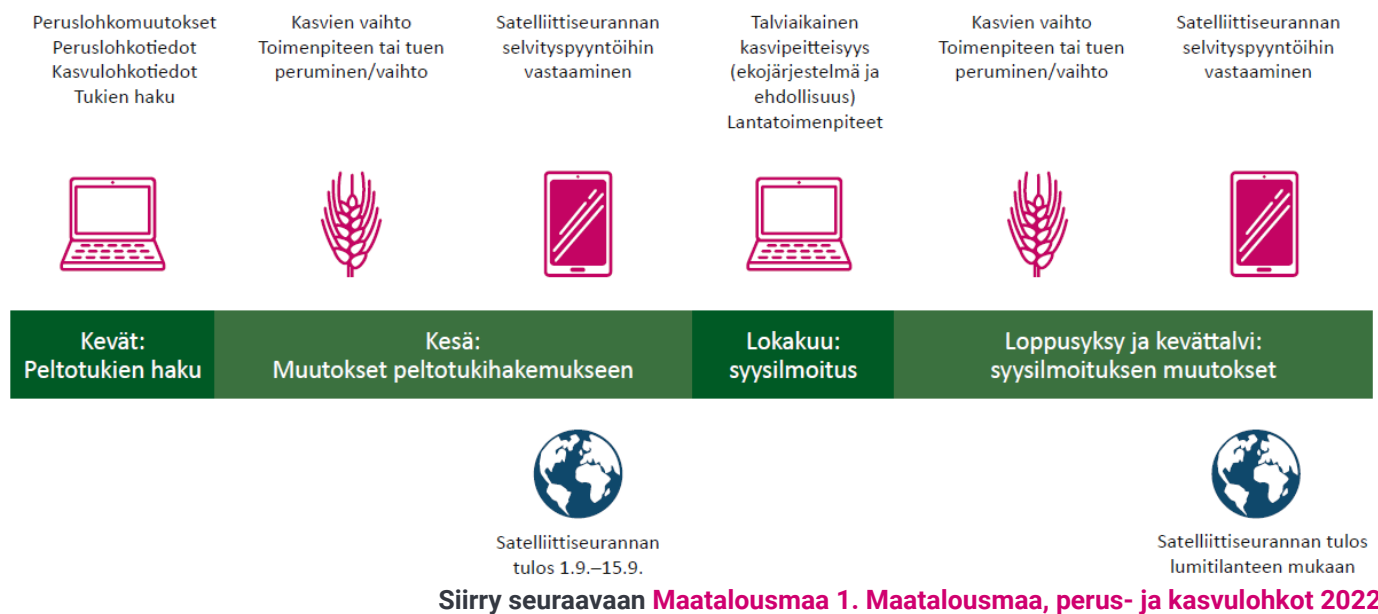 Peruslohkomuutokset
Peruslohkotiedot
Kasvulohkotiedot
Tukien haku
Kasvien vaihto
Toimenpiteen tai tuen
peruminen/vaihto
Satelliittiseurannan
selvityspyyntöihin
vastaaminen
Talviaikainen
kasvipeitteisyys
(ekojärjestelmä ja
ehdollisuus)
Lantatoimenpiteet
Kasvien vaihto
Toimenpiteen tai tuen
peruminen/vaihto
Satelliittiseurannan
selvityspyyntöihin
vastaaminen
Kevät:
Peltotukien haku
Kesä:
Muutokset peltotukihakemukseen
Lokakuu:
syysilmoitus
Loppusyksy ja kevättalvi:
syysilmoituksen muutokset
Satelliittiseurannan
tulos 1.9.–15.9.
Satelliittiseurannan tulos
lumitilanteen mukaan
Siirry seuraavaan Maatalousmaa 1. Maatalousmaa, perus- ja kasvulohkot 2022